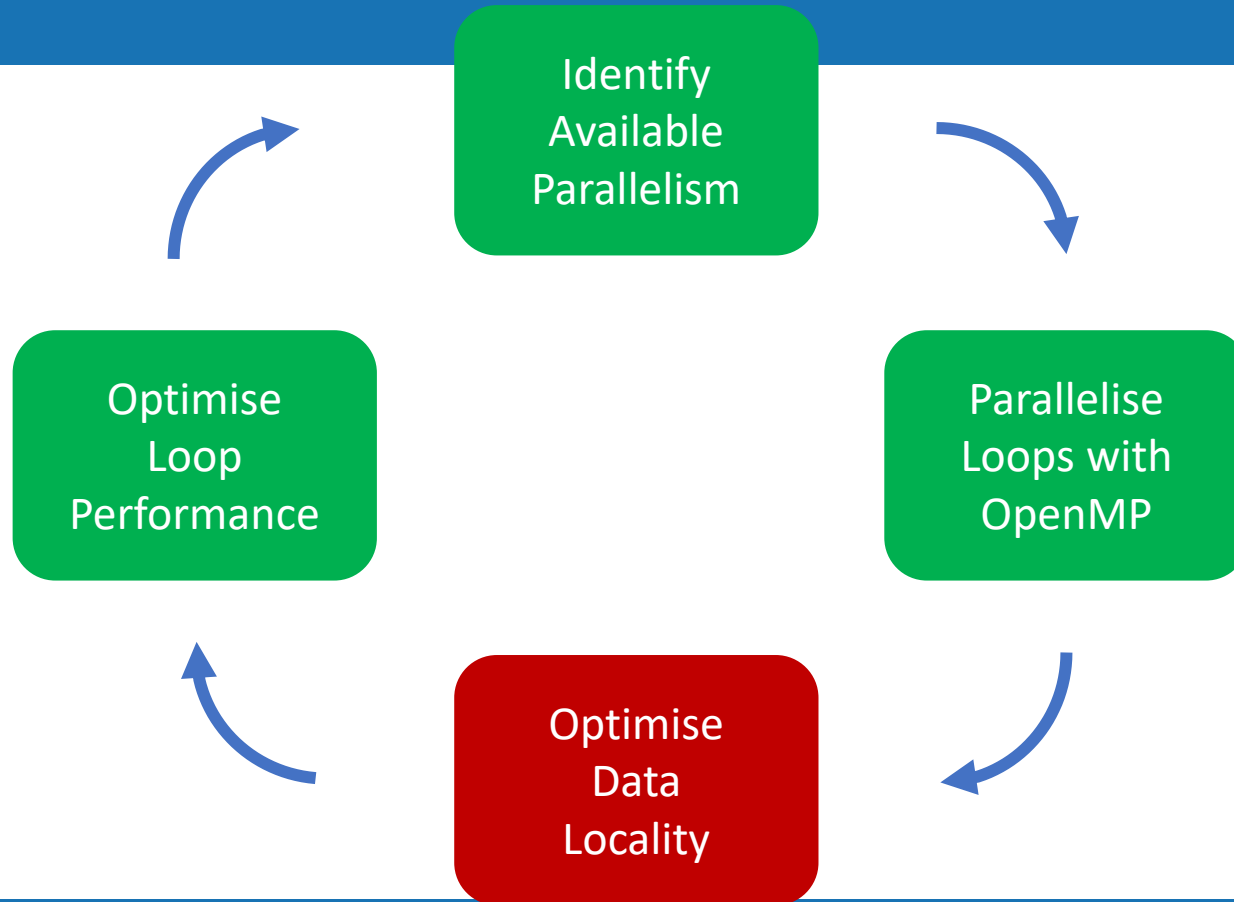 Identify
Available
Parallelism
Parallelise
Loops with
OpenMP
Optimise
Data
Locality
Optimise
Loop
Performance